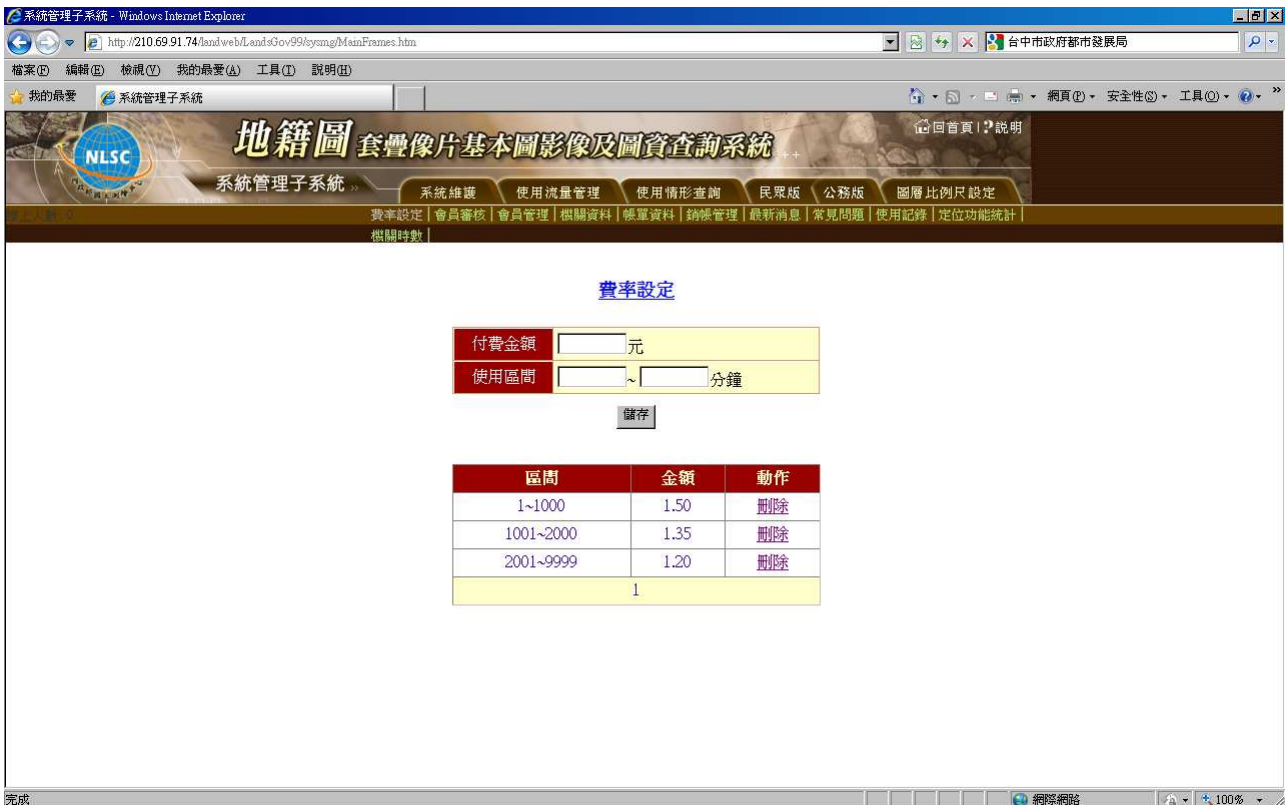 系統管理子系統 - Windows Internet Explorer
http://210.69.91.74/landweb/LandsGov99/sysmg/MainFrames.htm
台中市政府都市發展局
檔案(F) 編輯(E) 檢視(V) 我的最愛(A) 工具(T) 說明(H)
我的最愛 系統管理子系統 網頁(P) 安全性(S) 工具(O)
NLSC
地籍圖 套疊像片基本圖影像及圖資查詢系統
回首頁 | ? 說明
系統管理子系統 »
系統維護 使用流量管理 使用情形查詢 民眾版 公務版 圖層比例尺設定
線上人數: 0
費率設定 | 會員審核 | 會員管理 | 機關資料 | 帳單資料 | 銷帳管理 | 最新消息 | 常見問題 | 使用記錄 | 定位功能統計 |
機關時數 |
費率設定
付費金額 元
使用區間 ~ 分鐘
儲存
區間 金額 動作
1~1000 1.50 刪除
1001~2000 1.35 刪除
2001~9999 1.20 刪除
1
完成 網際網路 100%